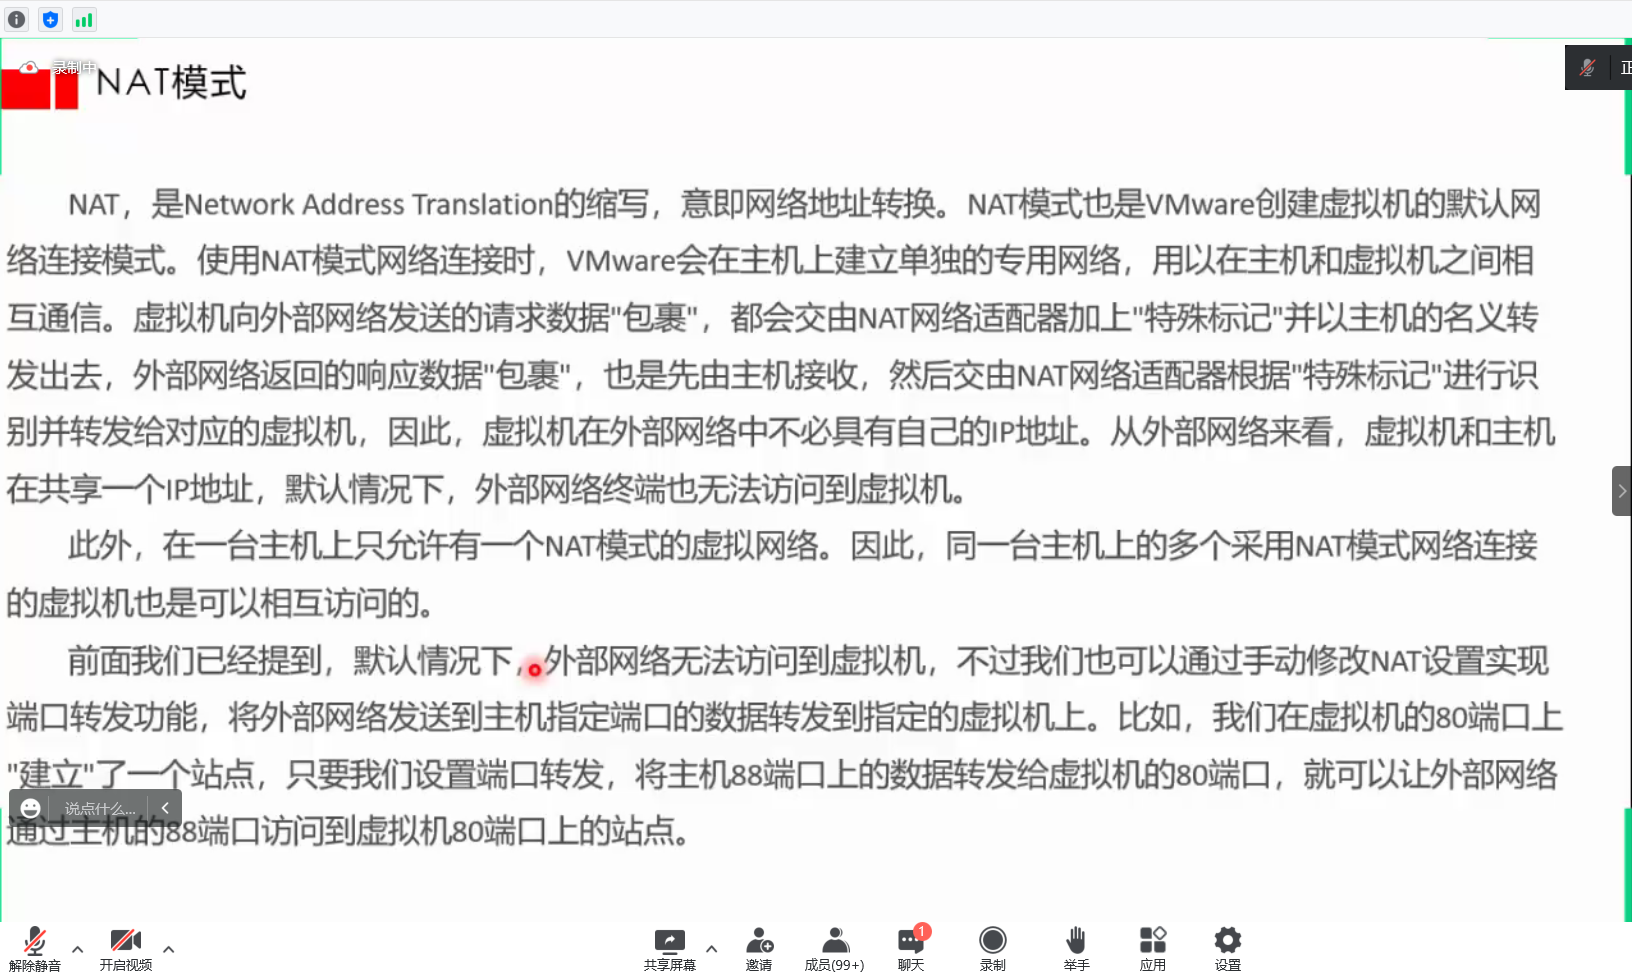 录制中
NAT模式
正
NAT，是Network Address Translation的缩写，意即网络地址转换。NAT模式也是VMware创建虚拟机的默认网
络连接模式。使用NAT模式网络连接时，VMware会在主机上建立单独的专用网络，用以在主机和虚拟机之间相
互通信。虚拟机向外部网络发送的请求数据"包裹"，都会交由NAT网络适配器加上"特殊标记"并以主机的名义转
发出去，外部网络返回的响应数据"包裹"，也是先由主机接收，然后交由NAT网络适配器根据"特殊标记"进行识
别并转发给对应的虚拟机，因此，虚拟机在外部网络中不必具有自己的IP地址。从外部网络来看，虚拟机和主机
在共享一个IP地址，默认情况下，外部网络终端也无法访问到虚拟机。
此外，在一台主机上只允许有一个NAT模式的虚拟网络。因此，同一台主机上的多个采用NAT模式网络连接
的虚拟机也是可以相互访问的。
前面我们已经提到，默认情况下，外部网络无法访问到虚拟机，不过我们也可以通过手动修改NAT设置实现
端口转发功能，将外部网络发送到主机指定端口的数据转发到指定的虚拟机上。比如，我们在虚拟机的80端口上
"建立"了一个站点，只要我们设置端口转发，将主机88端口上的数据转发给虚拟机的80端口，就可以让外部网络
说点什么...
通过主机的88端口访问到虚拟机80端口上的站点。
1
解除静音 开启视频 共享屏幕 邀请 成员(99+) 聊天 录制 举手 应用 设置